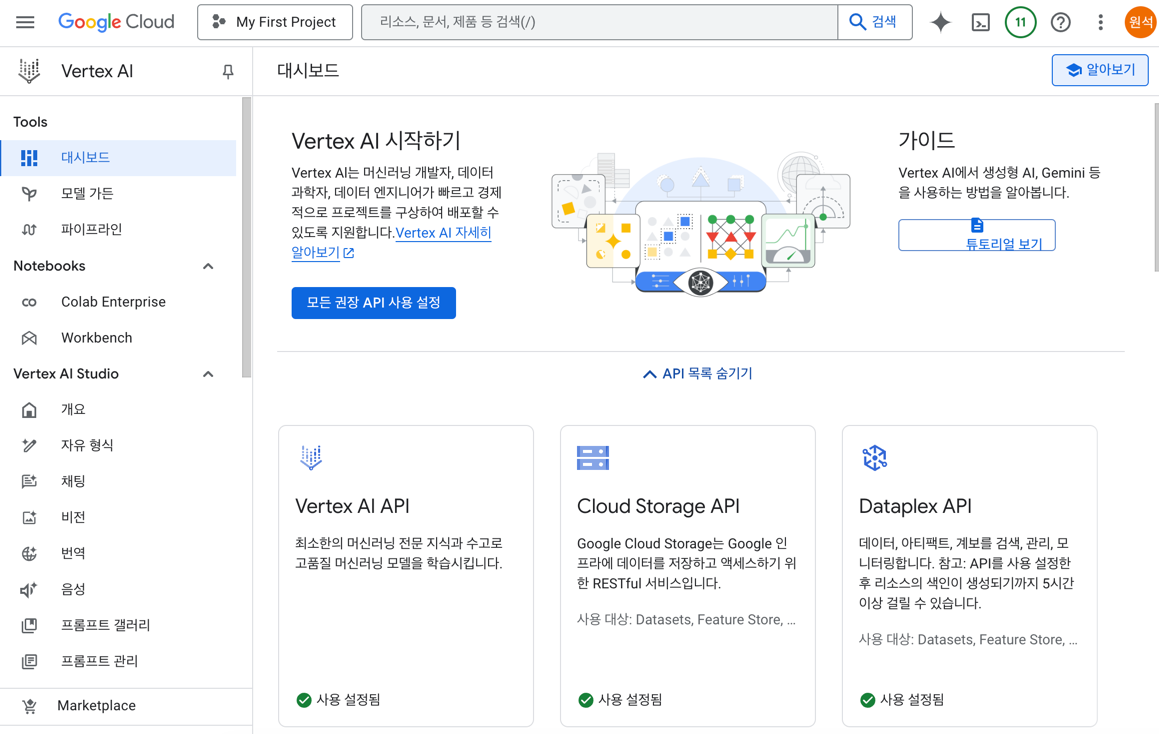 Google Cloud
My First Project
리소스, 문서, 제품 등 검색(/)
검색
11
원석
Vertex AI
대시보드
알아보기
Tools
대시보드
모델 가든
파이프라인
Notebooks
Colab Enterprise
Workbench
Vertex AI Studio
개요
자유 형식
채팅
비전
번역
음성
프롬프트 갤러리
프롬프트 관리
Marketplace
Vertex AI 시작하기
Vertex AI는 머신러닝 개발자, 데이터
과학자, 데이터 엔지니어가 빠르고 경제
적으로 프로젝트를 구상하여 배포할 수
있도록 지원합니다.Vertex AI 자세히
알아보기
모든 권장 API 사용 설정
가이드
Vertex AI에서 생성형 AI, Gemini 등
을 사용하는 방법을 알아봅니다.
튜토리얼 보기
API 목록 숨기기
Vertex AI API
최소한의 머신러닝 전문 지식과 수고로
고품질 머신러닝 모델을 학습시킵니다.
사용 설정됨
Cloud Storage API
Google Cloud Storage는 Google 인
프라에 데이터를 저장하고 액세스하기 위
한 RESTful 서비스입니다.
사용 대상: Datasets, Feature Store, ...
사용 설정됨
Dataplex API
데이터, 아티팩트, 계보를 검색, 관리, 모
니터링합니다. 참고: API를 사용 설정한
후 리소스의 색인이 생성되기까지 5시간
이상 걸릴 수 있습니다.
사용 대상: Datasets, Feature Store, ...
사용 설정됨